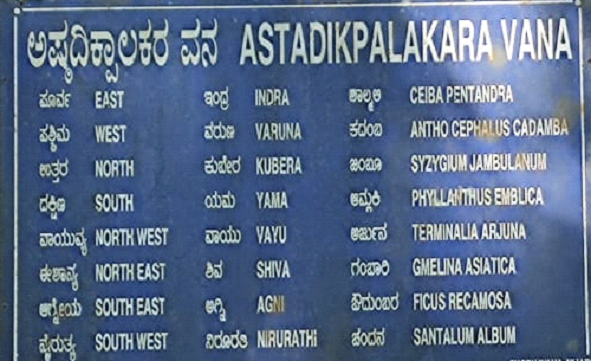 ಅಷ್ಟದಿಕ್ಪಾಲಕರ ವನ ASTADIKPALAKARA VANA
ಪೂರ್ವ EAST ಇಂದ್ರ INDRA ಶಾಲ್ಮಲಿ CEIBA PENTANDRA
ಪಶ್ಚಿಮ WEST ವರುಣ VARUNA ಕದಂಬ ANTHO CEPHALUS CADAMBA
ಉತ್ತರ NORTH ಕುಬೇರ KUBERA ಜಂಬೂ SYZYGIUM JAMBULANUM
ದಕ್ಷಿಣ SOUTH ಯಮ YAMA ಆಮ್ಲಕಿ PHYLLANTHUS EMBLICA
ವಾಯುವ್ಯ NORTH WEST ವಾಯು VAYU ಅರ್ಜುನ TERMINALIA ARJUNA
ಈಶಾನ್ಯ NORTH EAST ಶಿವ SHIVA ಗಂಬಾರಿ GMELINA ASIATICA
ಆಗ್ನೇಯ SOUTH EAST ಅಗ್ನಿ AGNI ಔದುಂಬರ FICUS RECAMOSA
ನೈರುತ್ಯ SOUTH WEST ನಿರೂರತಿ NIRURATHI ಚಂದನ SANTALUM ALBUM